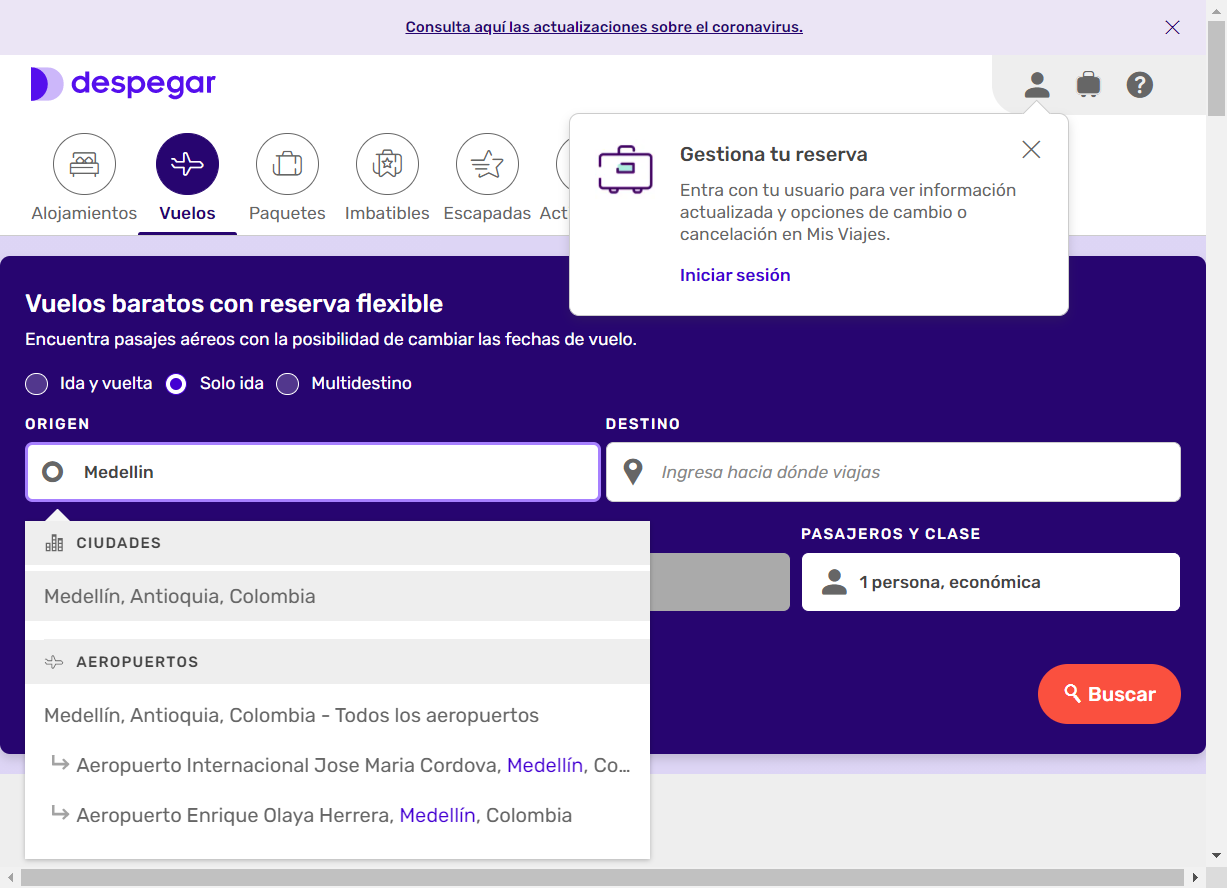 Consulta aquí las actualizaciones sobre el coronavirus.
despegar
?
Alojamientos
Vuelos
Paquetes
Imbatibles
Escapadas
Act
Gestiona tu reserva
Entra con tu usuario para ver información
actualizada y opciones de cambio o
cancelación en Mis Viajes.
Iniciar sesión
Vuelos baratos con reserva flexible
Encuentra pasajes aéreos con la posibilidad de cambiar las fechas de vuelo.
Ida y vuelta
Solo ida
Multidestino
ORIGEN
DESTINO
Medellin
Ingresa hacia dónde viajas
CIUDADES
Medellín, Antioquia, Colombia
AEROPUERTOS
Medellín, Antioquia, Colombia - Todos los aeropuertos
Aeropuerto Internacional Jose Maria Cordova, Medellín, Co...
Aeropuerto Enrique Olaya Herrera, Medellín, Colombia
PASAJEROS Y CLASE
1 persona, económica
Buscar